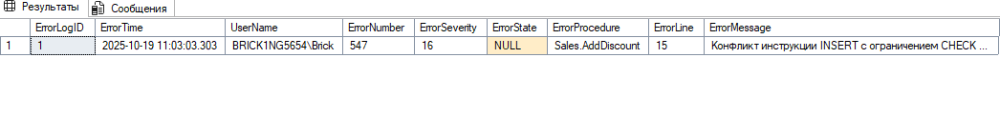 Результаты Сообщения
ErrorLogID ErrorTime UserName ErrorNumber ErrorSeverity ErrorState ErrorProcedure ErrorLine ErrorMessage
1 1 2025-10-19 11:03:03.303 BRICK1NG5654\Brick 547 16 NULL Sales.AddDiscount 15 Конфликт инструкции INSERT с ограничением CHECK ...